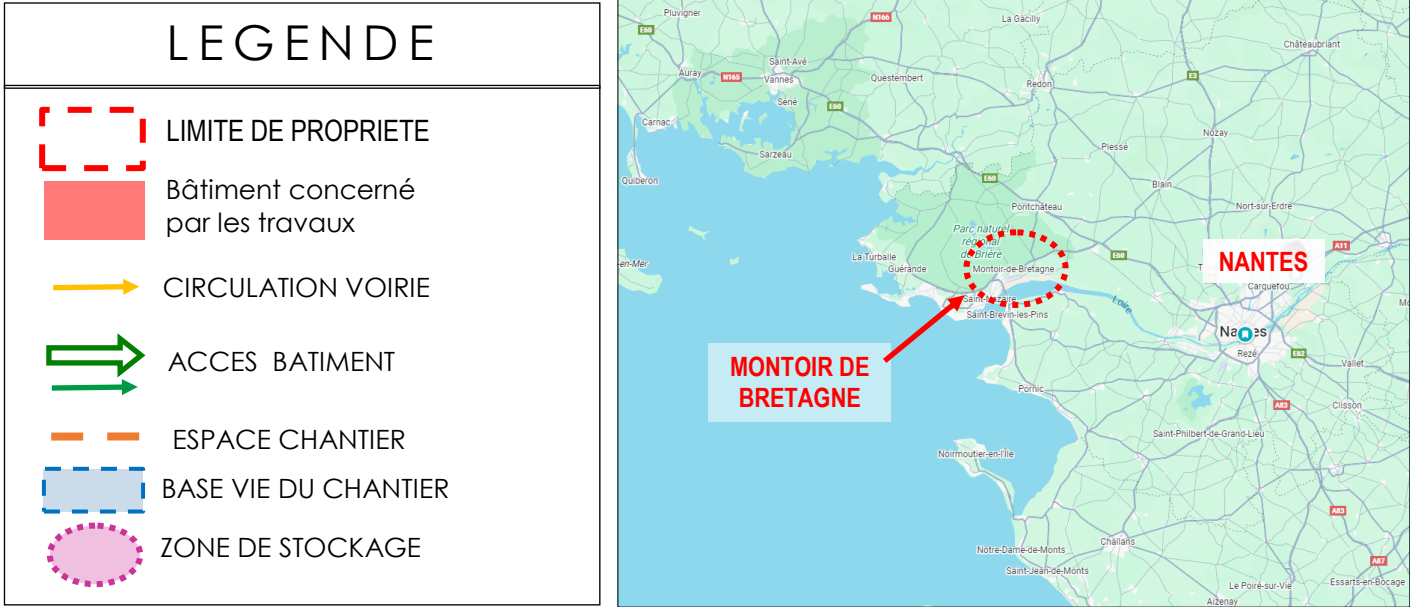 LEGENDE
LIMITE DE PROPRIETE
Bâtiment concerné
par les travaux
CIRCULATION VOIRIE
ACCES BATIMENT
ESPACE CHANTIER
BASE VIE DU CHANTIER
ZONE DE STOCKAGE
Pluvigner
N166
La Gacilly
E60
Châteaubriant
Saint-Avé
Auray
N165
Vannes
Questembert
Redon
E3
Séné
E60
Carnac
Nozay
Plessé
Sarzeau
Quiberon
E60
Blain
Pontchâteau
Nort-sur-Erdre
Parc naturel
régional
de Brière
A11
en-Mer
La Turballe
E60
NANTES
Guérande
Montoir-de-Bretagne
Carquefou
Saint-Nazaire
Loire
Saint-Brevin-les-Pins
Nantes
Rezé
E62
Vallet
MONTOIR DE
BRETAGNE
Pornic
A83
Clisson
Saint-Philbert-de-Grand-Lieu
Noirmoutier-en-l'Île
A83
Challans
Notre-Dame-de-Monts
A87
Saint-Jean-de-Monts
Le Poiré-sur-Vie
Essarts-en-Bocage
Aizenay